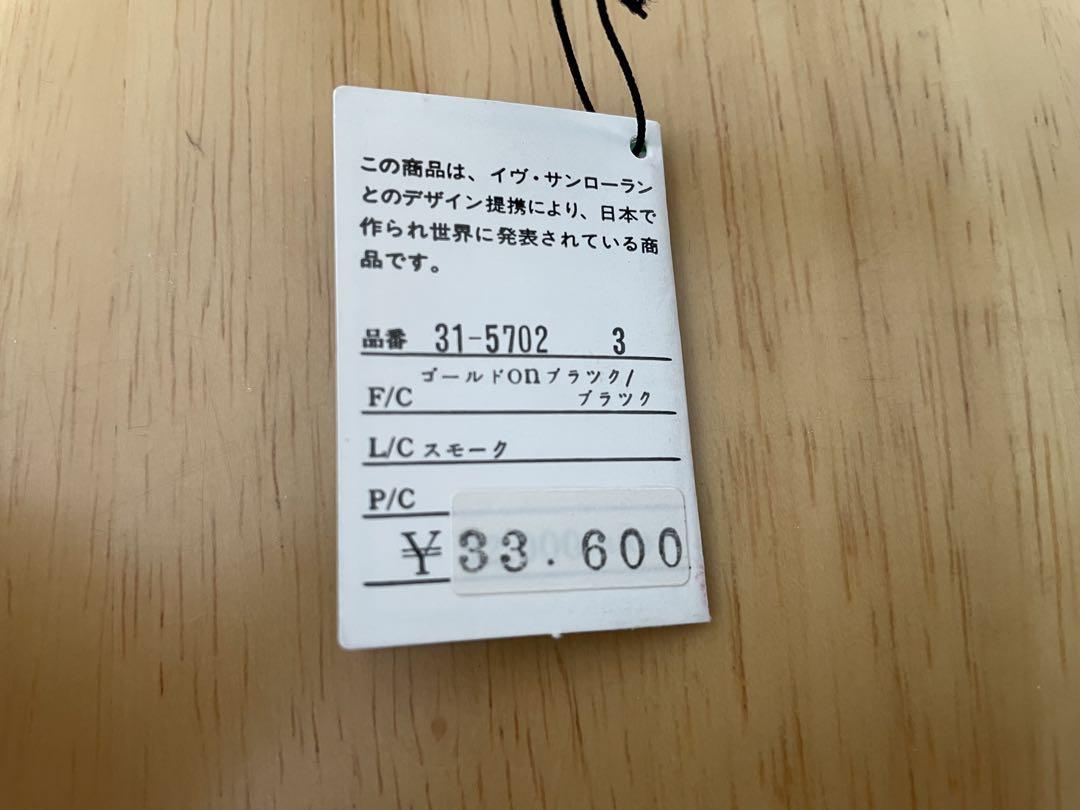 この商品は、イヴ・サンローラン
とのデザイン提携により、日本で
作られ世界に発表されている商
品です。
品番 31-5702 3
F/C ゴールドonブラツク/
ブラツク
L/C スモーク
P/C
¥33.600